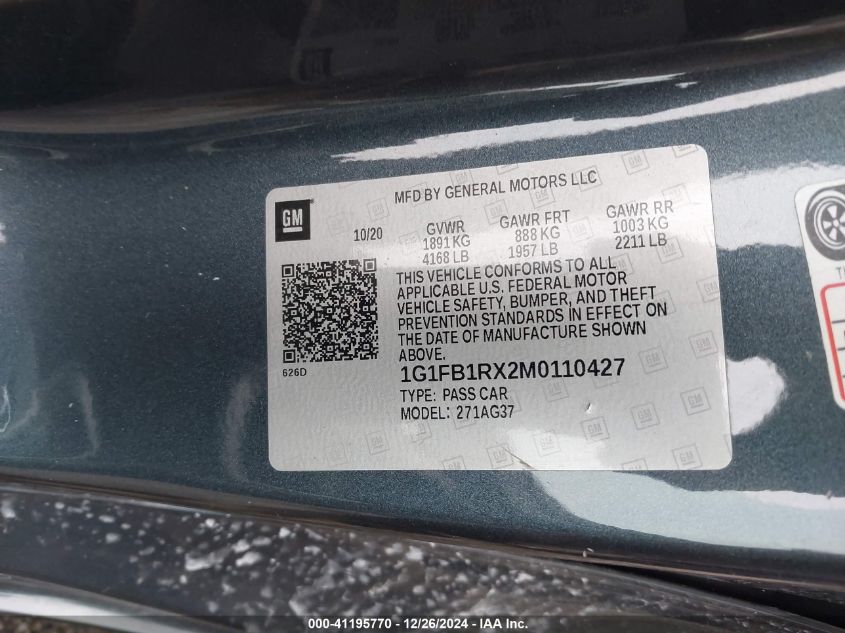 MFD BY GENERAL MOTORS LLC
GM
10/20 GVWR GAWR FRT GAWR RR
1891 KG 888 KG 1003 KG
4168 LB 1957 LB 2211 LB
THIS VEHICLE CONFORMS TO ALL
APPLICABLE U.S. FEDERAL MOTOR
VEHICLE SAFETY, BUMPER, AND THEFT
PREVENTION STANDARDS IN EFFECT ON
THE DATE OF MANUFACTURE SHOWN
ABOVE.
626D
1G1FB1RX2M0110427
TYPE: PASS CAR
MODEL: 271AG37
000-41195770 – 12/26/2024 – IAA Inc.